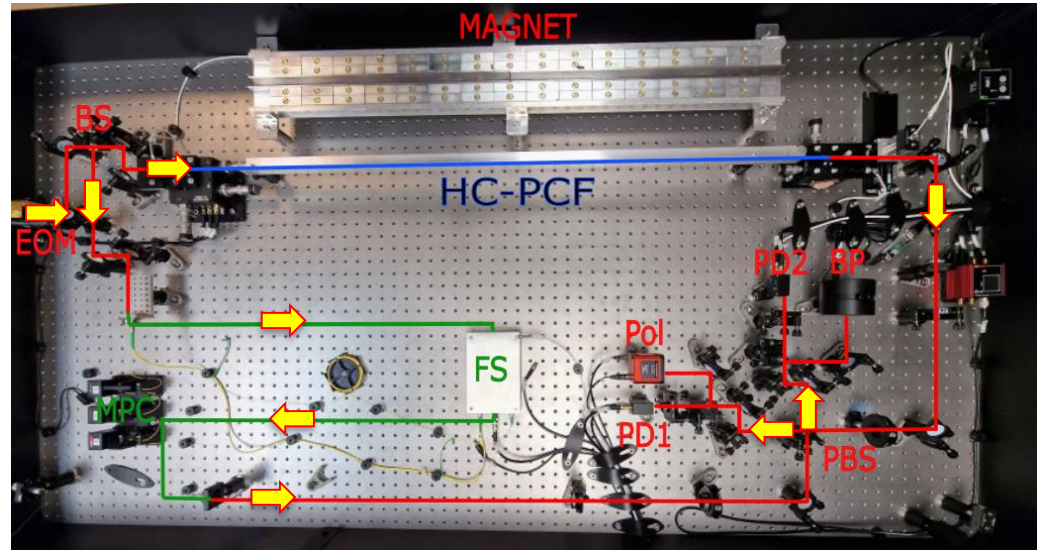 MAGNET
BS
HC-PCF
EOM
PD2 BP
Pol
FS
MPC
PD1
PBS